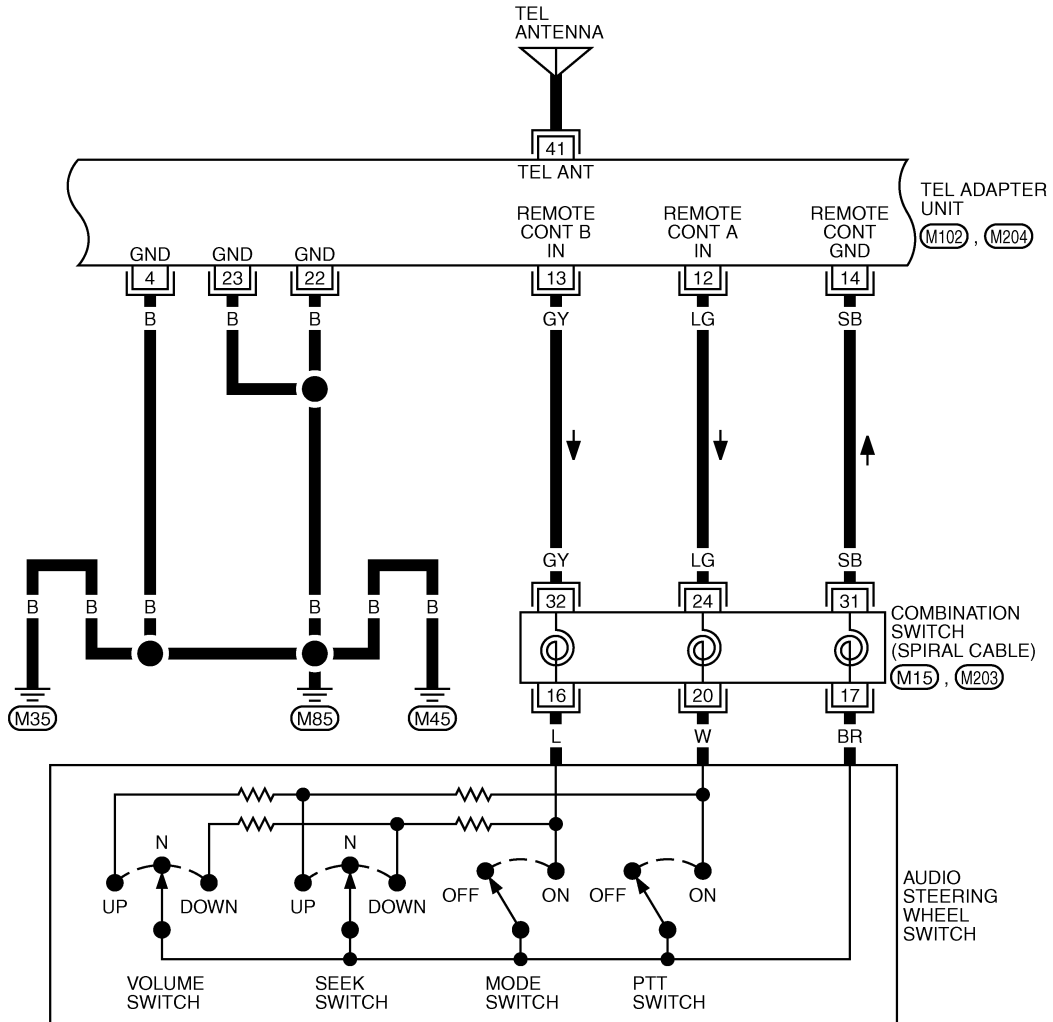 TEL
ANTENNA
41
TEL ANT
TEL ADAPTER
UNIT
M102 , M204
REMOTE
CONT B
IN
REMOTE
CONT A
IN
REMOTE
CONT
GND
GND
GND
GND
4
23
22
13
12
14
B
B
B
GY
LG
SB
GY
LG
SB
32
24
31
B
B
B
B
B
B
COMBINATION
SWITCH
(SPIRAL CABLE)
M15 , M203
16
20
17
M35
M85
M45
L
W
BR
N
N
UP
DOWN
UP
DOWN
OFF
ON
OFF
ON
AUDIO
STEERING
WHEEL
SWITCH
VOLUME
SWITCH
SEEK
SWITCH
MODE
SWITCH
PTT
SWITCH